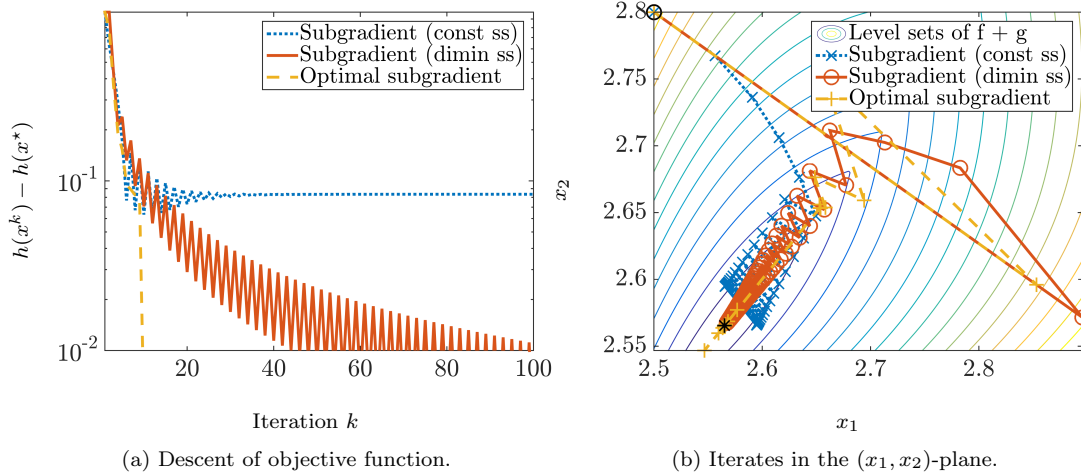 Subgradient (const ss)
Subgradient (dimin ss)
Optimal subgradient
10^{-1}
10^{-2}
h(x^k) − h(x^⋆)
20 40 60 80 100
Iteration k
(a) Descent of objective function.
Level sets of f + g
Subgradient (const ss)
Subgradient (dimin ss)
Optimal subgradient
2.8
2.75
2.7
2.65
2.6
2.55
x_2
2.5 2.6 2.7 2.8
x_1
(b) Iterates in the (x_1, x_2)-plane.